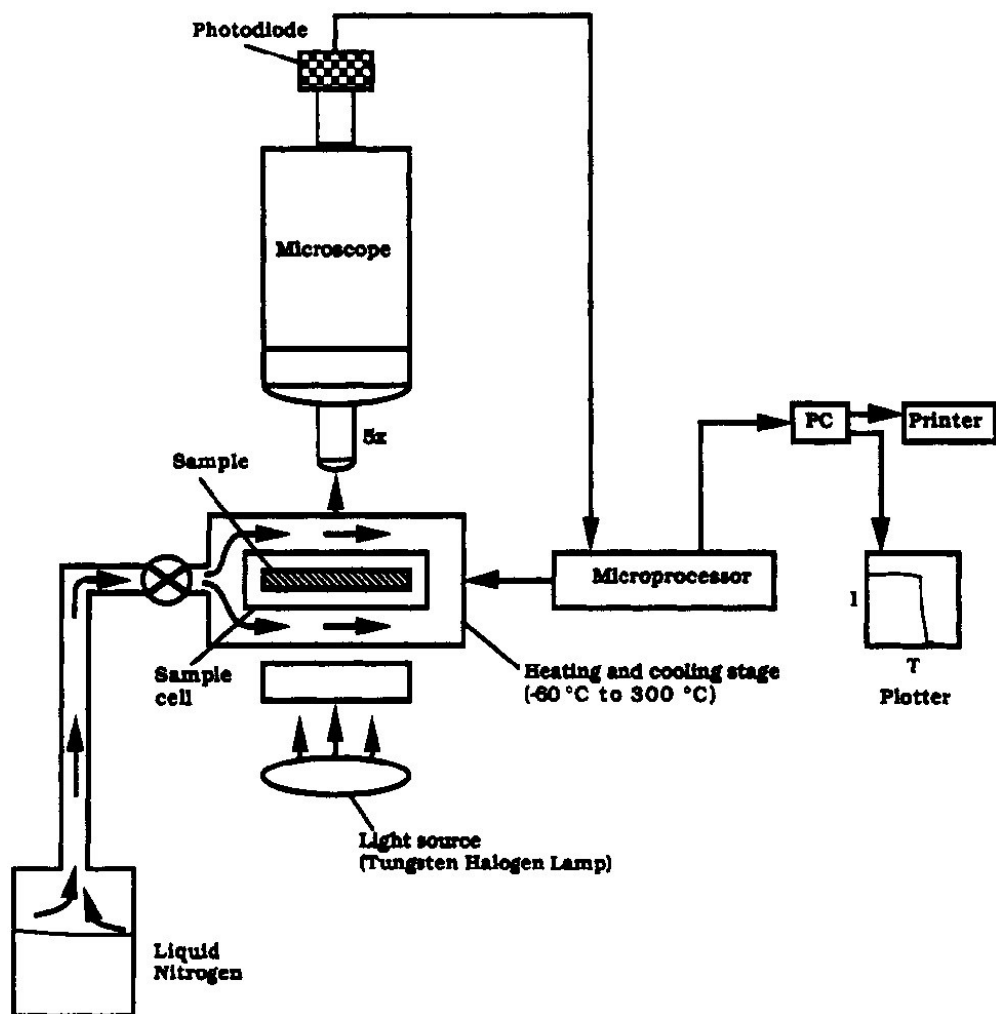 Photodiode
Microscope
5x
Sample
PC
Printer
Microprocessor
I
T
Plotter
Sample
cell
Heating and cooling stage
(-60 °C to 300 °C)
Light source
(Tungsten Halogen Lamp)
Liquid
Nitrogen